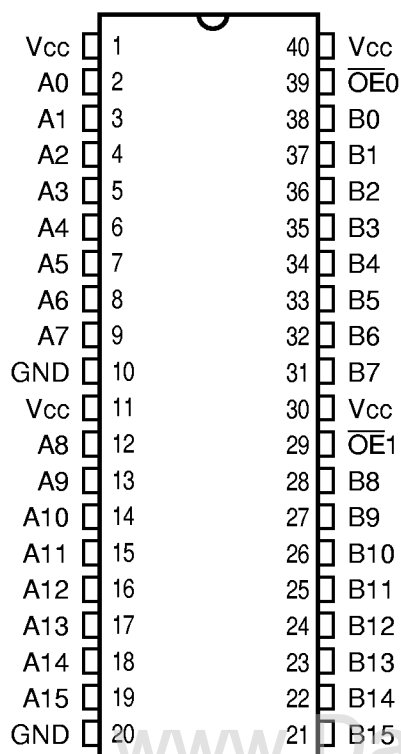 Vcc 1 40 Vcc
A0 2 39 O̅E̅0
A1 3 38 B0
A2 4 37 B1
A3 5 36 B2
A4 6 35 B3
A5 7 34 B4
A6 8 33 B5
A7 9 32 B6
GND 10 31 B7
Vcc 11 30 Vcc
A8 12 29 O̅E̅1
A9 13 28 B8
A10 14 27 B9
A11 15 26 B10
A12 16 25 B11
A13 17 24 B12
A14 18 23 B13
A15 19 22 B14
GND 20 21 B15
www.Da